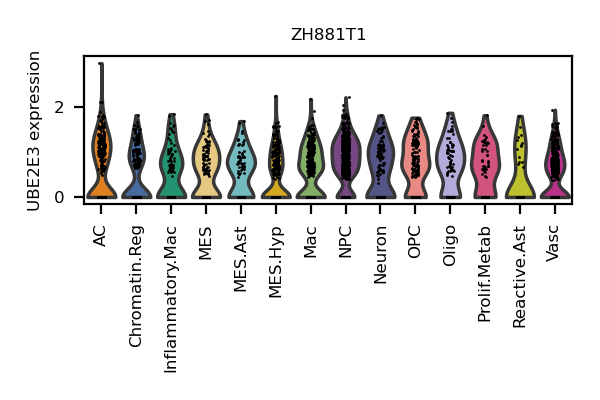 ZH881T1
UBE2E3 expression
2
0
AC
Chromatin.Reg
Inflammatory.Mac
MES
MES.Ast
MES.Hyp
Mac
NPC
Neuron
OPC
Oligo
Prolif.Metab
Reactive.Ast
Vasc